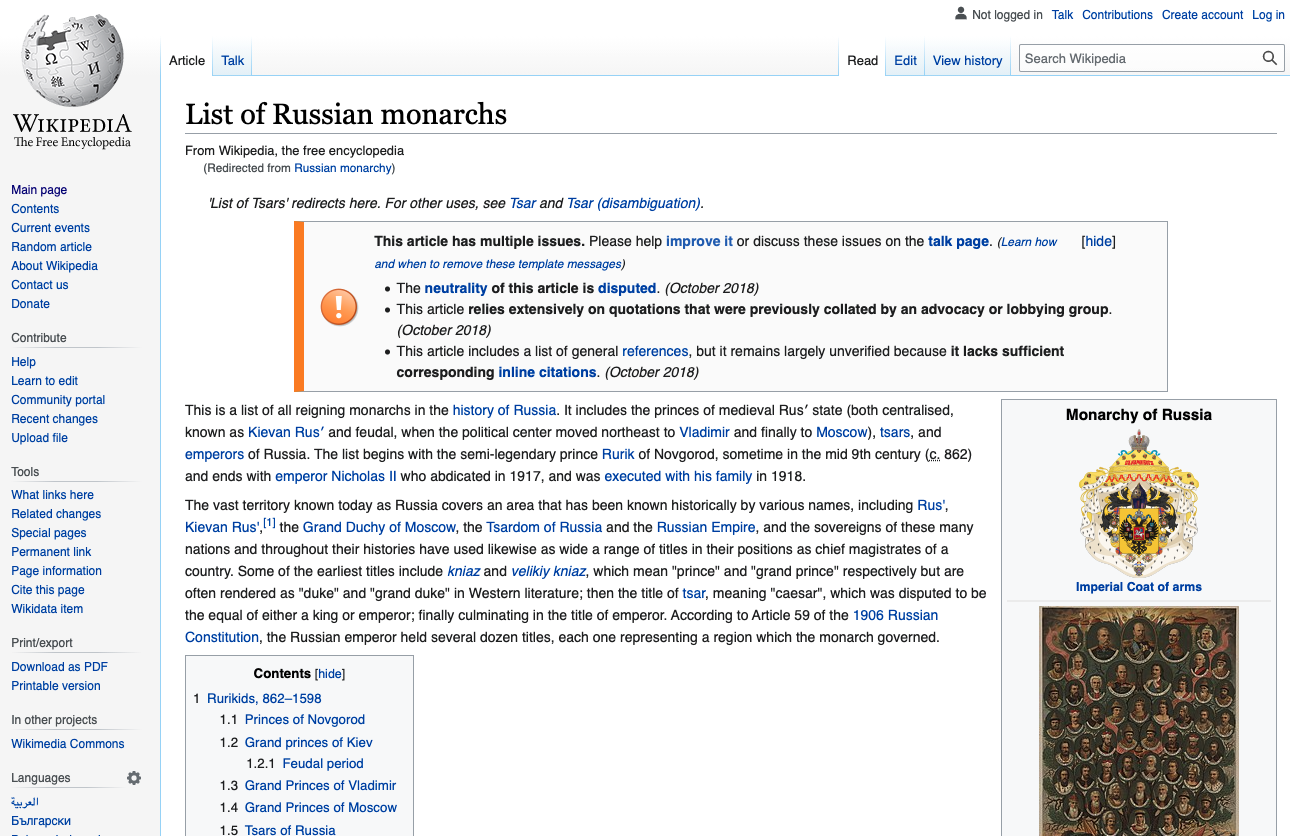 Not logged in Talk Contributions Create account Log in
Article Talk Read Edit View history Search Wikipedia
WIKIPEDIA
The Free Encyclopedia
Main page
Contents
Current events
Random article
About Wikipedia
Contact us
Donate
Contribute
Help
Learn to edit
Community portal
Recent changes
Upload file
Tools
What links here
Related changes
Special pages
Permanent link
Page information
Cite this page
Wikidata item
Print/export
Download as PDF
Printable version
In other projects
Wikimedia Commons
Languages
العربية
Български
List of Russian monarchs
From Wikipedia, the free encyclopedia
(Redirected from Russian monarchy)
'List of Tsars' redirects here. For other uses, see Tsar and Tsar (disambiguation).
This article has multiple issues. Please help improve it or discuss these issues on the talk page. (Learn how [hide]
and when to remove these template messages)
• The neutrality of this article is disputed. (October 2018)
• This article relies extensively on quotations that were previously collated by an advocacy or lobbying group.
(October 2018)
• This article includes a list of general references, but it remains largely unverified because it lacks sufficient
corresponding inline citations. (October 2018)
This is a list of all reigning monarchs in the history of Russia. It includes the princes of medieval Rus′ state (both centralised,
known as Kievan Rus′ and feudal, when the political center moved northeast to Vladimir and finally to Moscow), tsars, and
emperors of Russia. The list begins with the semi-legendary prince Rurik of Novgorod, sometime in the mid 9th century (c. 862)
and ends with emperor Nicholas II who abdicated in 1917, and was executed with his family in 1918.
The vast territory known today as Russia covers an area that has been known historically by various names, including Rus',
Kievan Rus',[1] the Grand Duchy of Moscow, the Tsardom of Russia and the Russian Empire, and the sovereigns of these many
nations and throughout their histories have used likewise as wide a range of titles in their positions as chief magistrates of a
country. Some of the earliest titles include kniaz and velikiy kniaz, which mean "prince" and "grand prince" respectively but are
often rendered as "duke" and "grand duke" in Western literature; then the title of tsar, meaning "caesar", which was disputed to be
the equal of either a king or emperor; finally culminating in the title of emperor. According to Article 59 of the 1906 Russian
Constitution, the Russian emperor held several dozen titles, each one representing a region which the monarch governed.
Contents [hide]
1 Rurikids, 862–1598
1.1 Princes of Novgorod
1.2 Grand princes of Kiev
1.2.1 Feudal period
1.3 Grand Princes of Vladimir
1.4 Grand Princes of Moscow
1.5 Tsars of Russia
Monarchy of Russia
Imperial Coat of arms